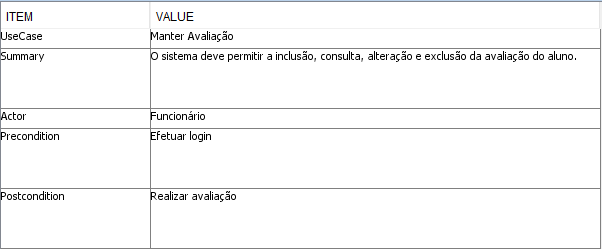 ITEM VALUE
UseCase Manter Avaliação
Summary O sistema deve permitir a inclusão, consulta, alteração e exclusão da avaliação do aluno.
Actor Funcionário
Precondition Efetuar login
Postcondition Realizar avaliação